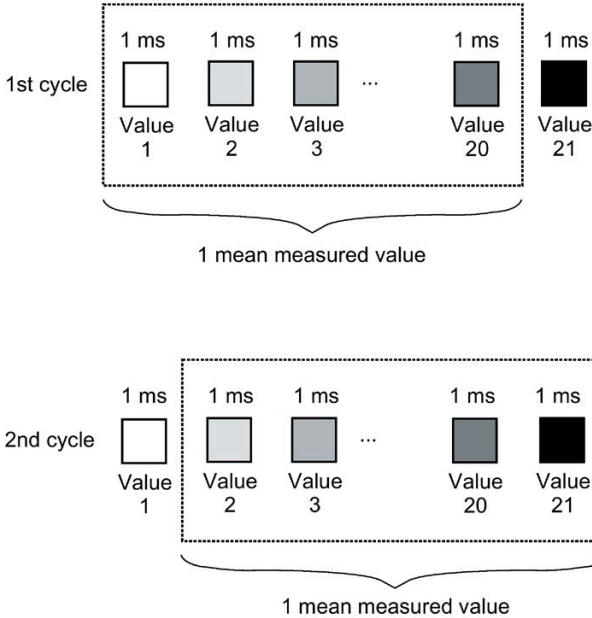 1 ms 1 ms 1 ms 1 ms 1 ms
1st cycle ...
Value Value Value Value Value
1 2 3 20 21
1 mean measured value
1 ms 1 ms 1 ms 1 ms 1 ms
2nd cycle ...
Value Value Value Value Value
1 2 3 20 21
1 mean measured value